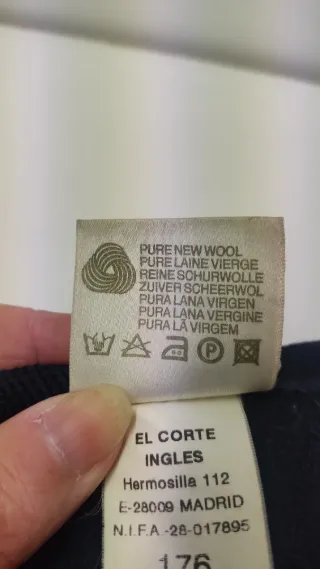 PURE NEW WOOL
PURE LAINE VIERGE
REINE SCHURWOLLE
ZUIVER SCHEERWOL
PURA LANA VIRGEN
PURA LANA VERGINE
PURA LÃ VIRGEM
P
EL CORTE
INGLES
Hermosilla 112
E-28009 MADRID
N.I.F.A-28-017895
176